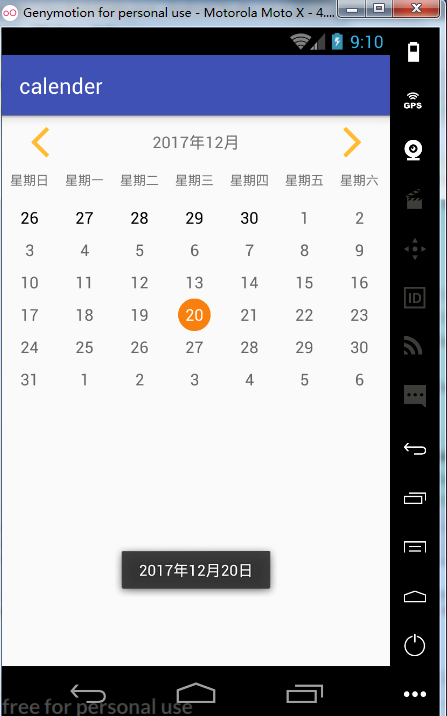 Genymotion for personal use - Motorola Moto X - 4....
9:10
GPS
calender
2017年12月
星期日 星期一 星期二 星期三 星期四 星期五 星期六
26 27 28 29 30 1 2
3 4 5 6 7 8 9
10 11 12 13 14 15 16
17 18 19 20 21 22 23
ID
24 25 26 27 28 29 30
31 1 2 3 4 5 6
2017年12月20日
free for personal use